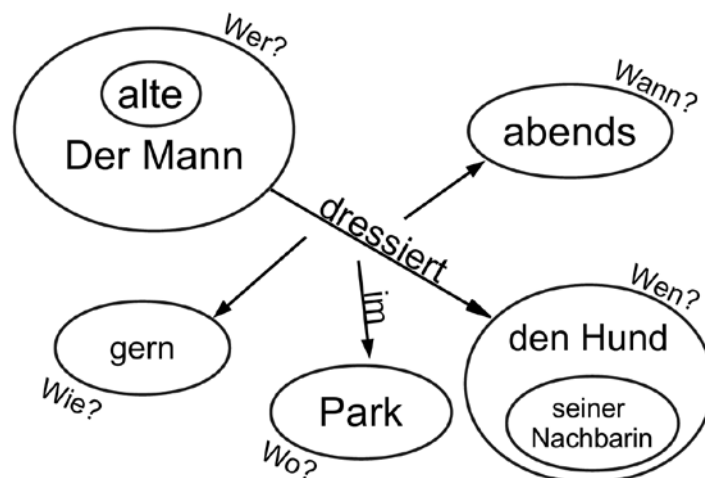 Wer?
alte
Der Mann
Wann?
abends
dressiert
gern
Wie?
im
Park
Wo?
Wen?
den Hund
seiner
Nachbarin